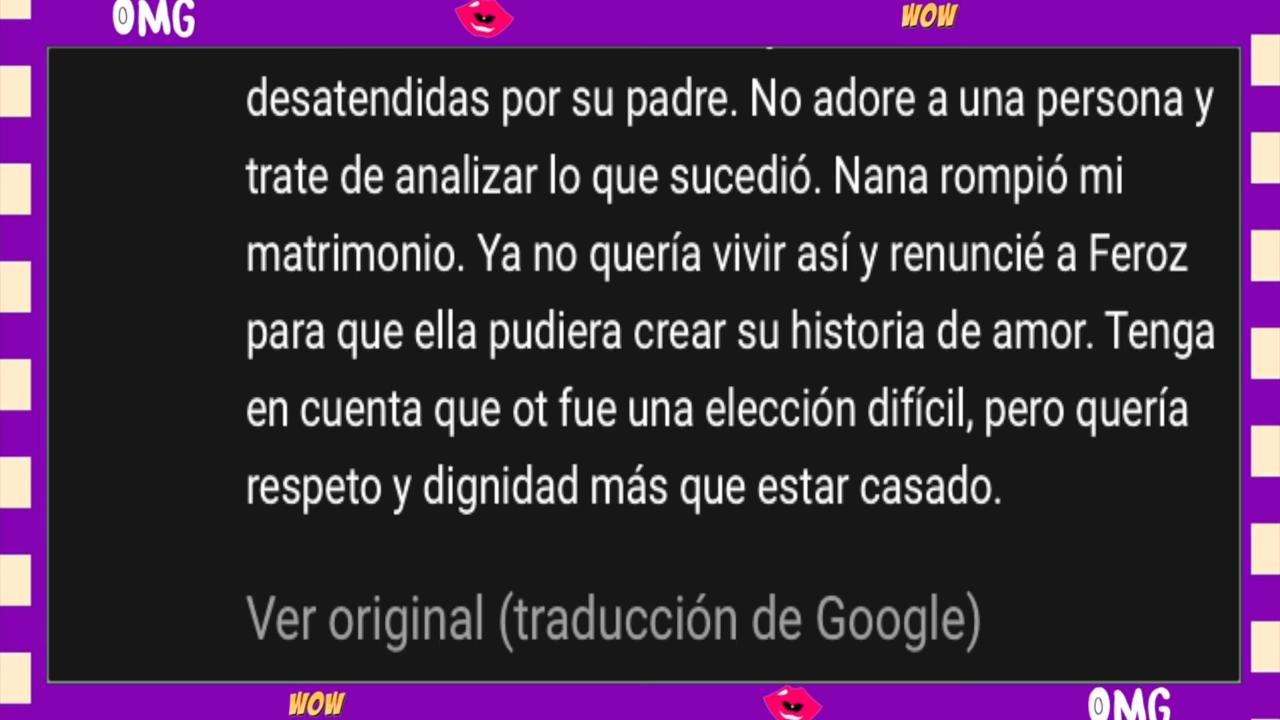 OMG WOW
desatendidas por su padre. No adore a una persona y
trate de analizar lo que sucedió. Nana rompió mi
matrimonio. Ya no quería vivir así y renuncié a Feroz
para que ella pudiera crear su historia de amor. Tenga
en cuenta que ot fue una elección difícil, pero quería
respeto y dignidad más que estar casado.
Ver original (traducción de Google)
WOW OMG